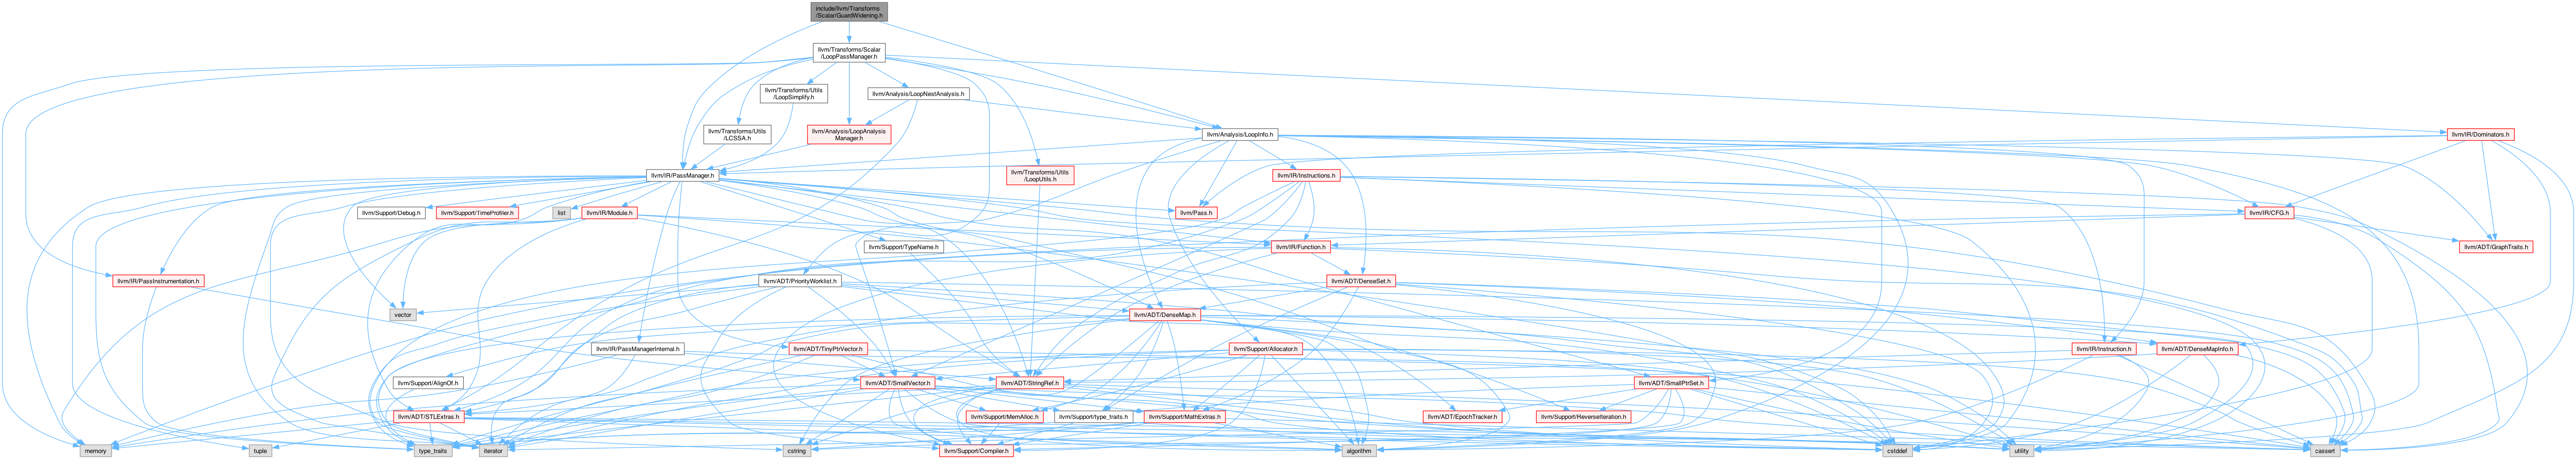 include/llvm/Transforms
/Scalar/GuardWidening.h
llvm/Transforms/Scalar
/LoopPassManager.h
llvm/Transforms/Utils
/LoopSimplify.h
llvm/Analysis/LoopNestAnalysis.h
llvm/Transforms/Utils
/LCSSA.h
llvm/Analysis/LoopAnalysis
Manager.h
llvm/Analysis/LoopInfo.h
llvm/IR/Dominators.h
llvm/IR/PassManager.h
llvm/Transforms/Utils
/LoopUtils.h
llvm/IR/Instructions.h
llvm/Support/Debug.h
llvm/Support/TimeProfiler.h
list
llvm/IR/Module.h
llvm/Pass.h
llvm/IR/CFG.h
llvm/Support/TypeName.h
llvm/IR/Function.h
llvm/ADT/GraphTraits.h
llvm/IR/PassInstrumentation.h
llvm/ADT/PriorityWorklist.h
llvm/ADT/DenseSet.h
vector
llvm/ADT/DenseMap.h
llvm/IR/PassManagerInternal.h
llvm/ADT/TinyPtrVector.h
llvm/Support/Allocator.h
llvm/IR/Instruction.h
llvm/ADT/DenseMapInfo.h
llvm/Support/AlignOf.h
llvm/ADT/SmallVector.h
llvm/ADT/StringRef.h
llvm/ADT/SmallPtrSet.h
llvm/ADT/STLExtras.h
llvm/Support/MemAlloc.h
llvm/Support/type_traits.h
llvm/Support/MathExtras.h
llvm/ADT/EpochTracker.h
llvm/Support/ReverseIteration.h
memory
tuple
type_traits
iterator
cstring
llvm/Support/Compiler.h
algorithm
cstddef
utility
cassert